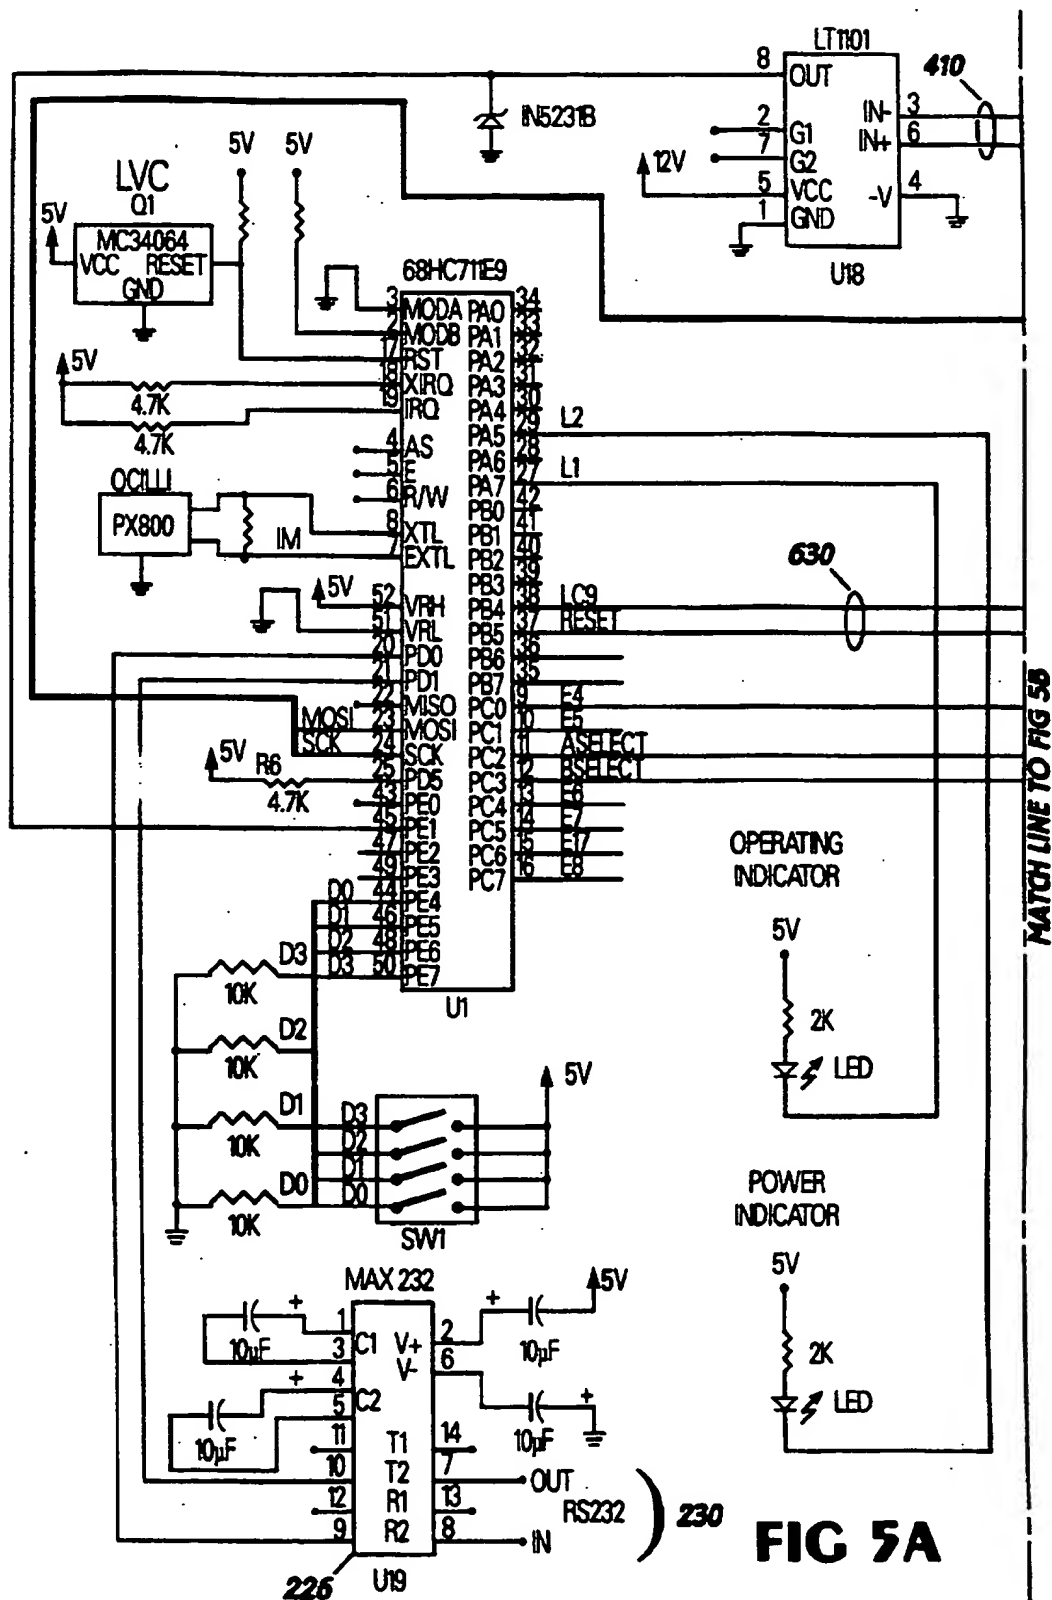 LT1101
8 OUT
410
IN- 3
2 G1
IN+ 6
7 G2
12V
5 VCC
-V 4
1 GND
U18
IN5231B
5V 5V
LVC
Q1
5V
MC34064
VCC RESET
GND
68HC711E9
3 MODA PA0 34
2 MODB PA1 33
17 RST PA2 32
5V
18 XIRQ PA3 31
4.7K
19 IRQ PA4 30
PA5 29 L2
4.7K
4 AS PA6 28
5 E PA7 27 L1
6 R/W PB0 42
OCILLI
PX800
1M
8 XTL PB1 41
7 EXTL PB2 40
PB3 39
630
5V
52 VRH PB4 38 LC9
51 VRL PB5 37 RESET
20 PD0 PB6 36
21 PD1 PB7 35
22 MISO PC0 9 E4
MOSI 23 MOSI PC1 10 E5
SCK 24 SCK PC2 11 ASELECT
5V
R6
4.7K
25 PD5 PC3 12 BSELECT
43 PE0 PC4 13 E6
45 PE1 PC5 14 E7
47 PE2 PC6 15 E17
49 PE3 PC7 16 E8
D0 44 PE4
D1 46 PE5
D2 48 PE6
D3 50 PE7
U1
MATCH LINE TO FIG 5B
OPERATING
INDICATOR
5V
2K
LED
D3
10K
D2
10K
D1
10K
D0
10K
5V
D3
D2
D1
D0
SW1
POWER
INDICATOR
5V
2K
LED
MAX 232
5V
+ 10µF
1 C1 V+ 2
+ 10µF
3 V- 6
+ 10µF
4 C2
5
+ 10µF
11 T1 14
10 T2 7 OUT
12 R1 13
RS232 230
9 R2 8 IN
226
U19
FIG 5A